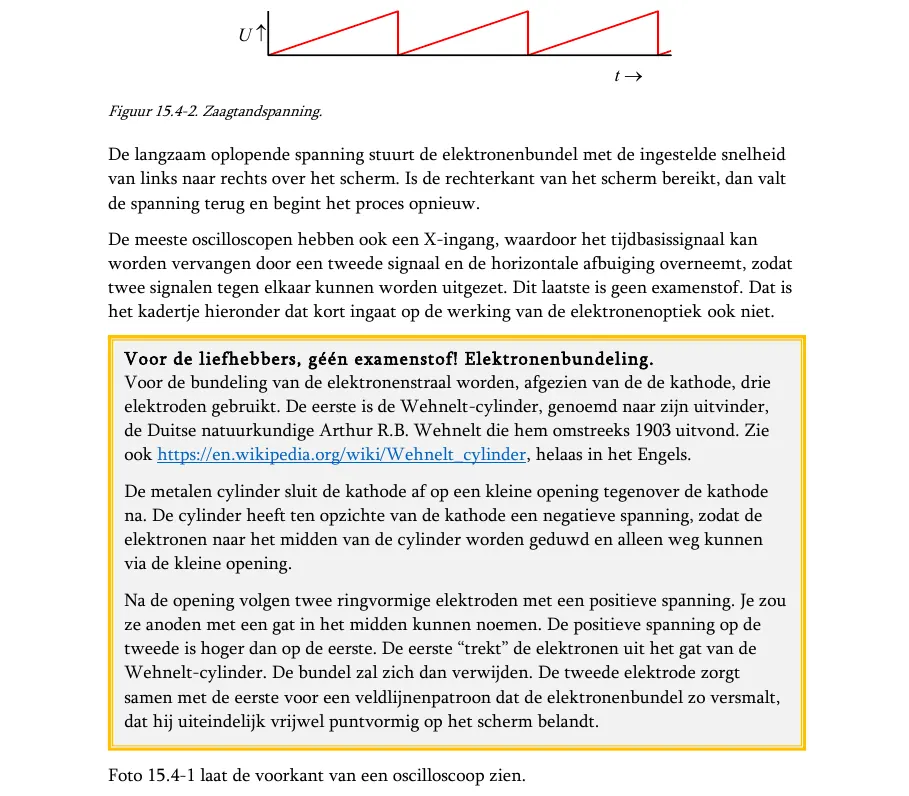 U↑
t →
Figuur 15.4-2. Zaagtandspanning.
De langzaam oplopende spanning stuurt de elektronenbundel met de ingestelde snelheid
van links naar rechts over het scherm. Is de rechterkant van het scherm bereikt, dan valt
de spanning terug en begint het proces opnieuw.
De meeste oscilloscopen hebben ook een X-ingang, waardoor het tijdbasissignaal kan
worden vervangen door een tweede signaal en de horizontale afbuiging overneemt, zodat
twee signalen tegen elkaar kunnen worden uitgezet. Dit laatste is geen examenstof. Dat is
het kadertje hieronder dat kort ingaat op de werking van de elektronenoptiek ook niet.
Voor de liefhebbers, géén examenstof! Elektronenbundeling.
Voor de bundeling van de elektronenstraal worden, afgezien van de de kathode, drie
elektroden gebruikt. De eerste is de Wehnelt-cylinder, genoemd naar zijn uitvinder,
de Duitse natuurkundige Arthur R.B. Wehnelt die hem omstreeks 1903 uitvond. Zie
ook https://en.wikipedia.org/wiki/Wehnelt_cylinder, helaas in het Engels.
De metalen cylinder sluit de kathode af op een kleine opening tegenover de kathode
na. De cylinder heeft ten opzichte van de kathode een negatieve spanning, zodat de
elektronen naar het midden van de cylinder worden geduwd en alleen weg kunnen
via de kleine opening.
Na de opening volgen twee ringvormige elektroden met een positieve spanning. Je zou
ze anoden met een gat in het midden kunnen noemen. De positieve spanning op de
tweede is hoger dan op de eerste. De eerste “trekt” de elektronen uit het gat van de
Wehnelt-cylinder. De bundel zal zich dan verwijden. De tweede elektrode zorgt
samen met de eerste voor een veldlijnenpatroon dat de elektronenbundel zo versmalt,
dat hij uiteindelijk vrijwel puntvormig op het scherm belandt.
Foto 15.4-1 laat de voorkant van een oscilloscoop zien.